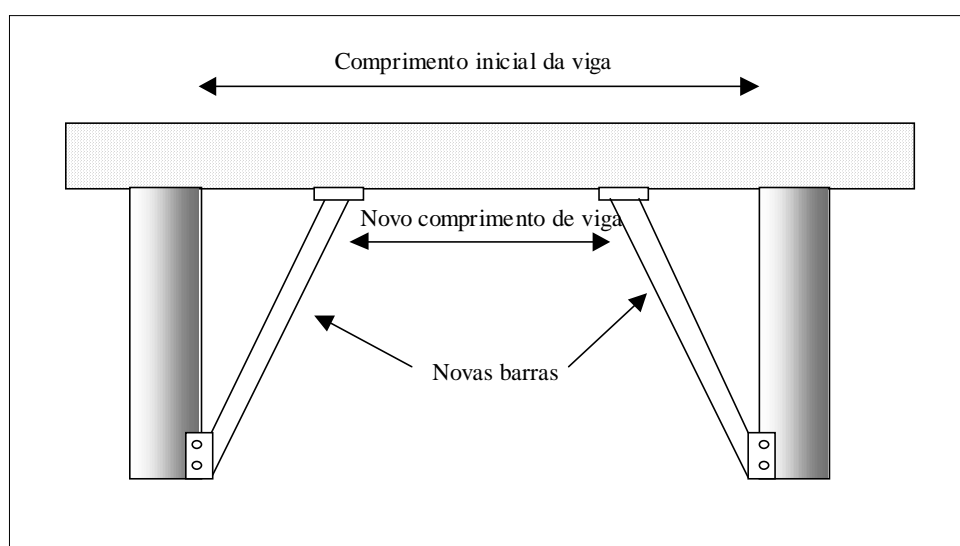 Comprimento inicial da viga
Novo comprimento de viga
Novas barras